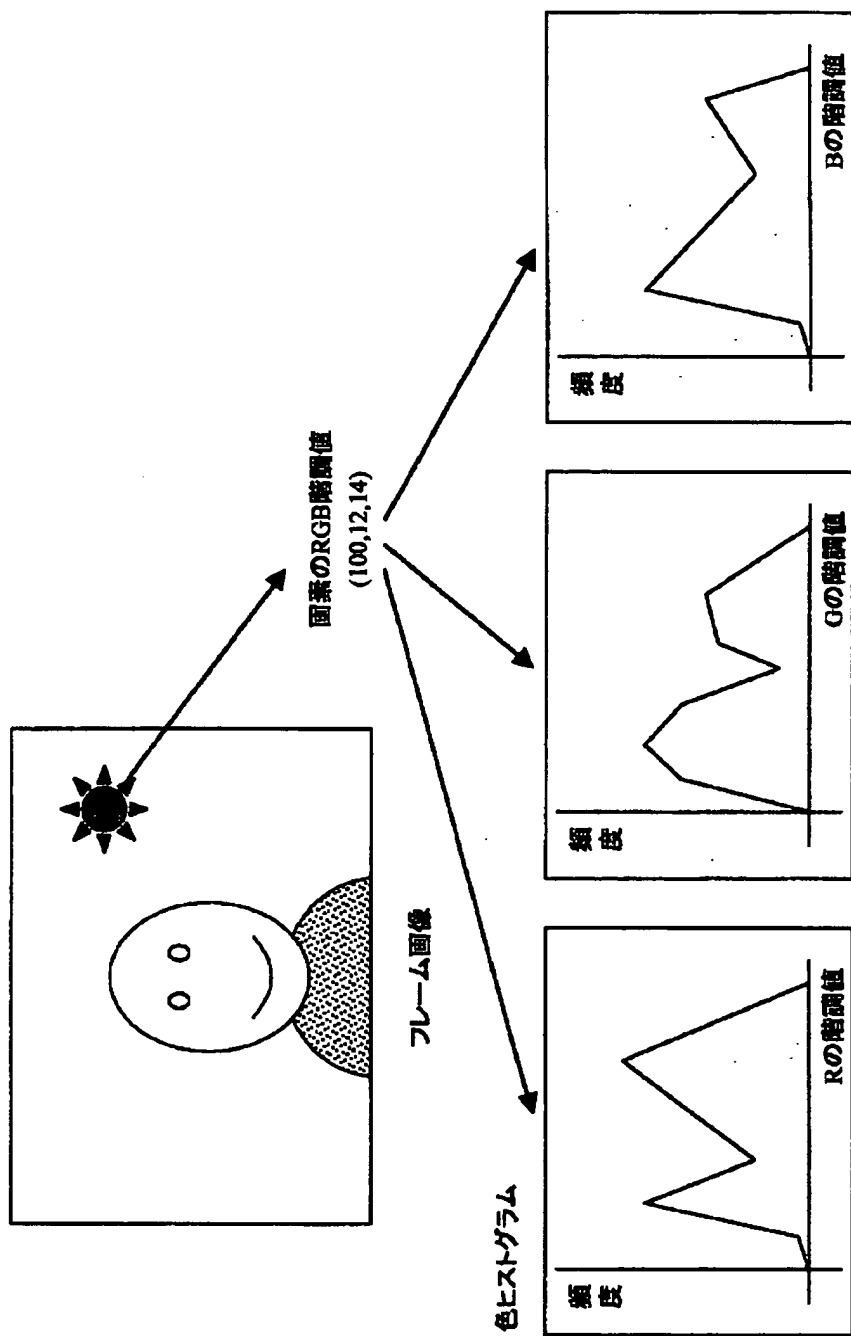 フレーム画像
画素のRGB階調値
(100,12,14)
色ヒストグラム
頻度
Rの階調値
頻度
Gの階調値
頻度
Bの階調値